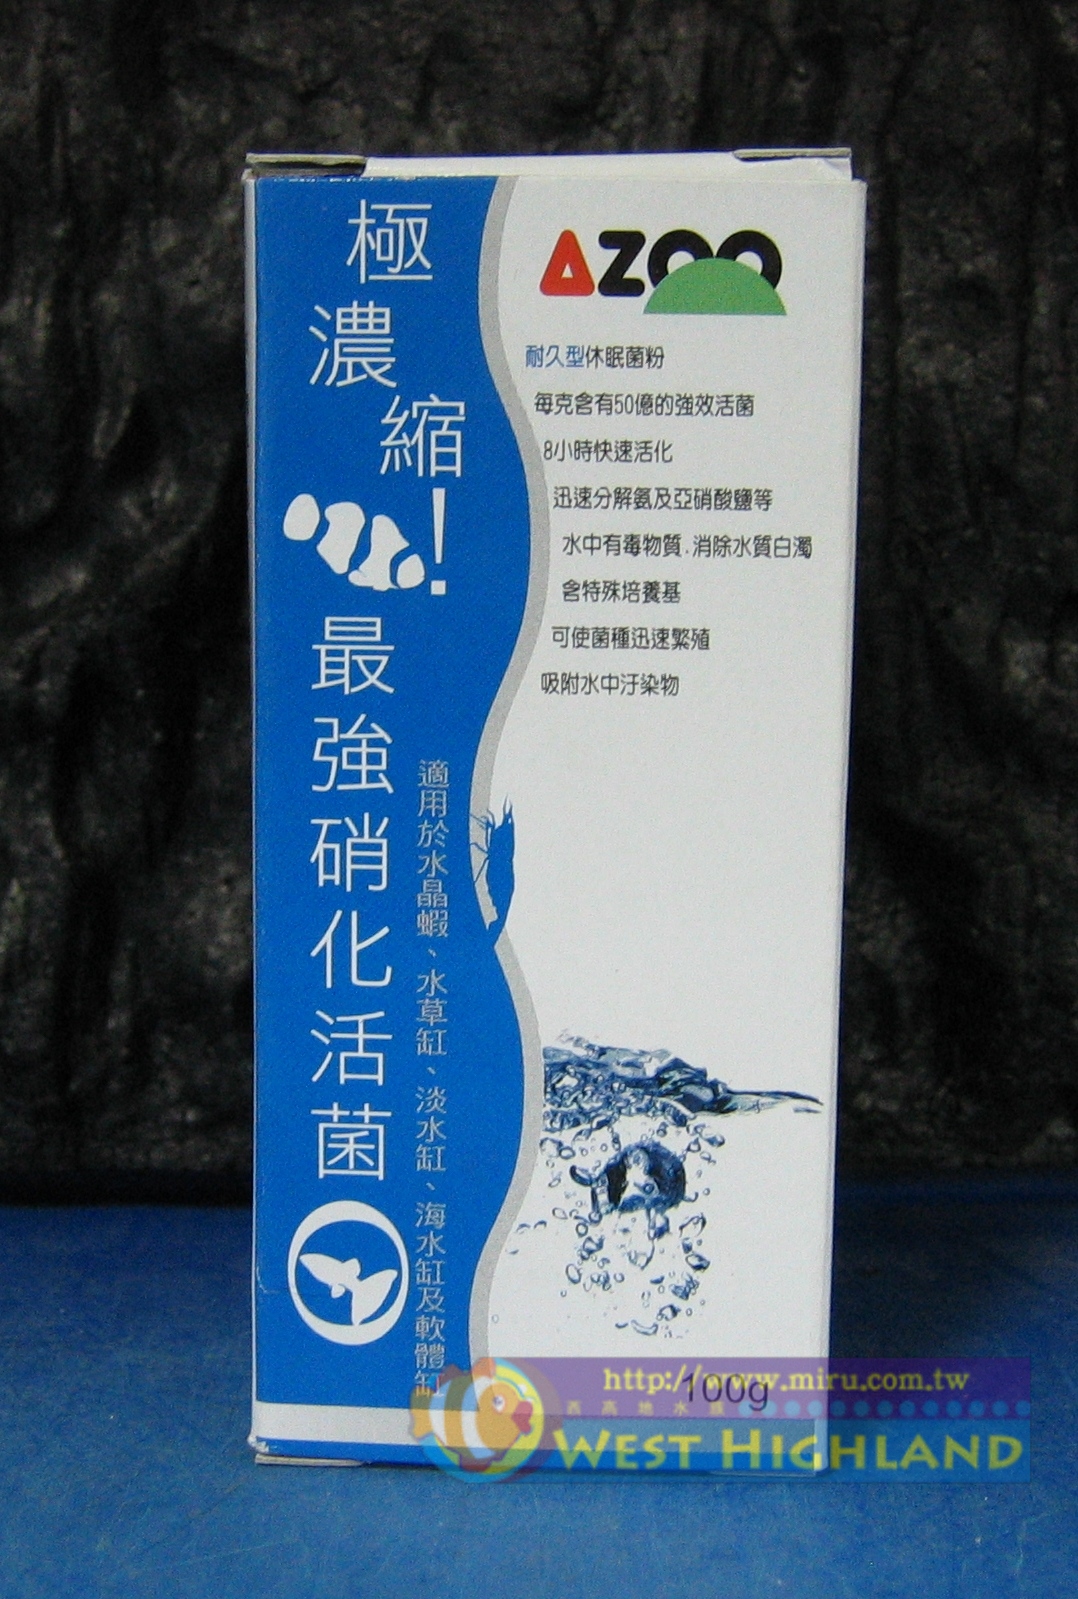 極濃縮!
最強硝化活菌
適用於水晶蝦、水草缸、淡水缸、海水缸及軟體缸
AZOO
耐久型休眠菌粉
每克含有50億的強效活菌
8小時快速活化
迅速分解氨及亞硝酸鹽等
水中有毒物質.消除水質白濁
含特殊培養基
可使菌種迅速繁殖
吸附水中汙染物
100g
http://www.miru.com.tw
西高地水族
WEST HIGHLAND